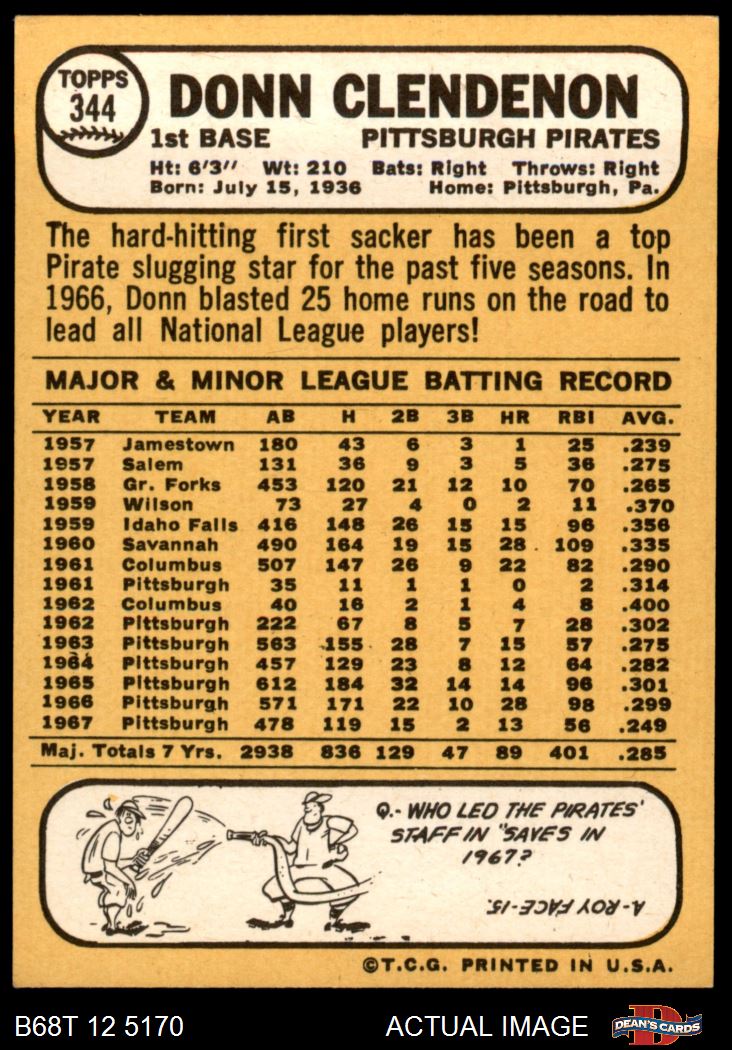 TOPPS
344
DONN CLENDENON
1st BASE PITTSBURGH PIRATES
Ht: 6'3" Wt: 210 Bats: Right Throws: Right
Born: July 15, 1936 Home: Pittsburgh, Pa.
The hard-hitting first sacker has been a top
Pirate slugging star for the past five seasons. In
1966, Donn blasted 25 home runs on the road to
lead all National League players!
MAJOR & MINOR LEAGUE BATTING RECORD
YEAR TEAM AB H 2B 3B HR RBI AVG.
1957 Jamestown 180 43 6 3 1 25 .239
1957 Salem 131 36 9 3 5 36 .275
1958 Gr. Forks 453 120 21 12 10 70 .265
1959 Wilson 73 27 4 0 2 11 .370
1959 Idaho Falls 416 148 26 15 15 96 .356
1960 Savannah 490 164 19 15 28 109 .335
1961 Columbus 507 147 26 9 22 82 .290
1961 Pittsburgh 35 11 1 1 0 2 .314
1962 Columbus 40 16 2 1 4 8 .400
1962 Pittsburgh 222 67 8 5 7 28 .302
1963 Pittsburgh 563 155 28 7 15 57 .275
1964 Pittsburgh 457 129 23 8 12 64 .282
1965 Pittsburgh 612 184 32 14 14 96 .301
1966 Pittsburgh 571 171 22 10 28 98 .299
1967 Pittsburgh 478 119 15 2 13 56 .249
Maj. Totals 7 Yrs. 2938 836 129 47 89 401 .285
Q.- WHO LED THE PIRATES'
STAFF IN "SAVES IN
1967?
A- ROY FACE-15.
©T.C.G. PRINTED IN U.S.A.
B68T 12 5170 ACTUAL IMAGE
D
DEAN'S CARDS